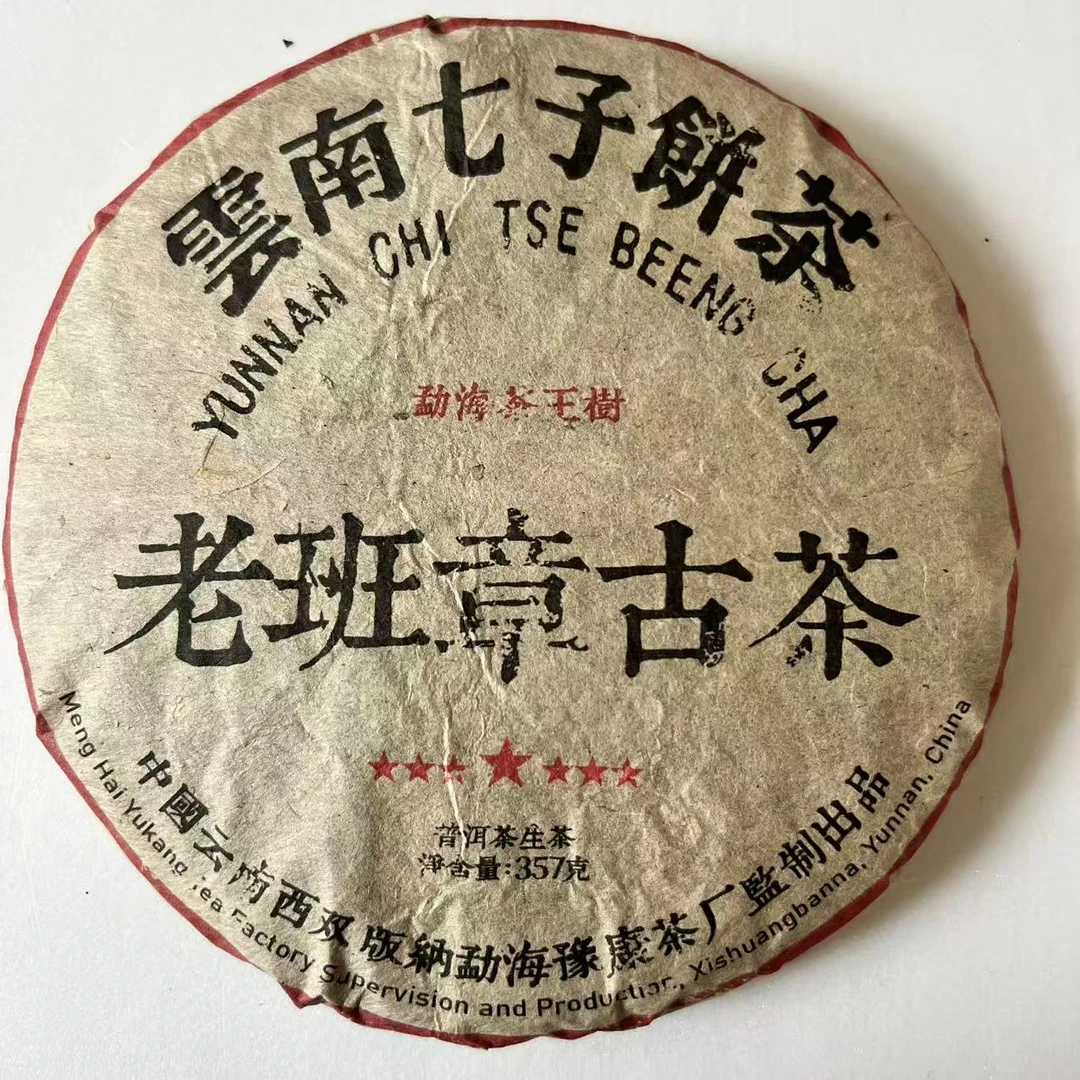 雲南七子餅茶
YUNNAN CHI TSE BEENG CHA
勐海茶王樹
老班章古茶
普洱茶生茶
淨含量:357克
中國云南西双版納勐海豫康茶厂監制出品
Meng Hai Yukang Tea Factory Supervision and Production, Xishuangbanna, Yunnan, China